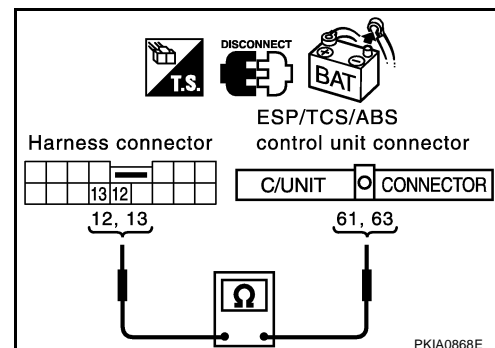 DISCONNECT
T.S.
BAT
ESP/TCS/ABS
control unit connector
Harness connector
13 12
C/UNIT CONNECTOR
12, 13
61, 63
Ω
PKIA0868E